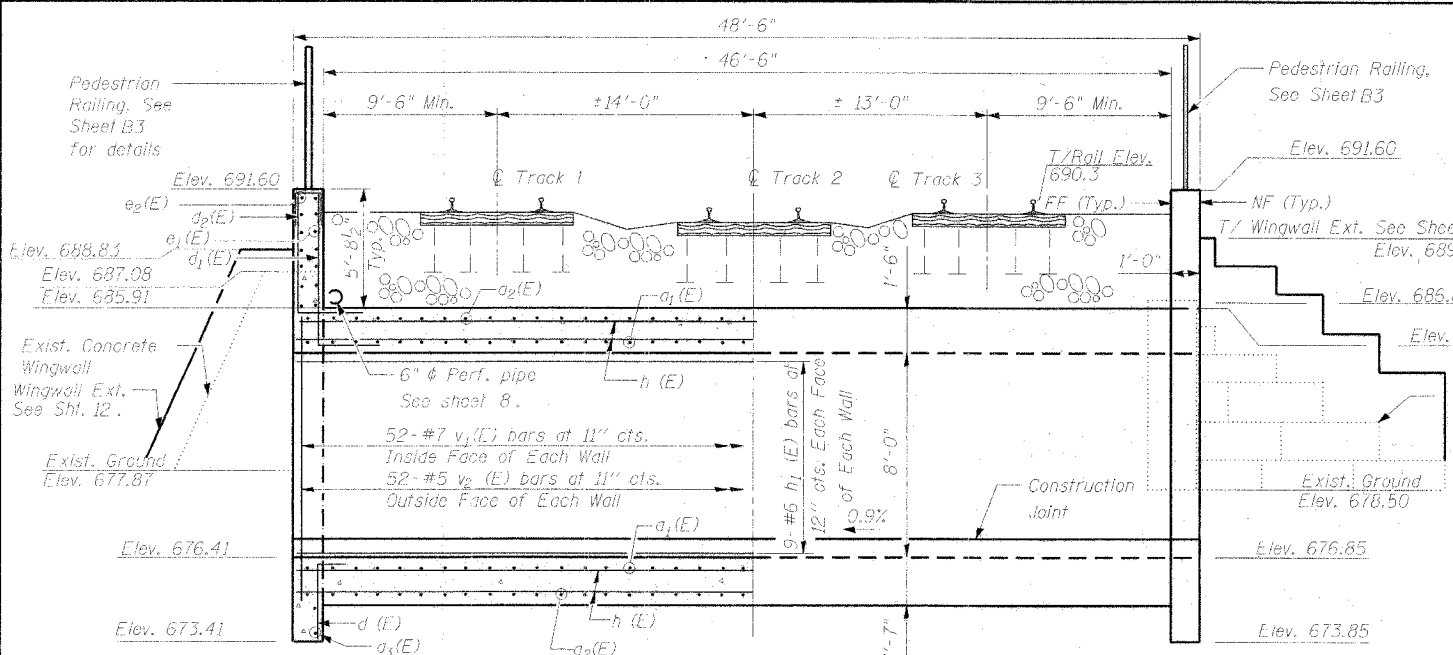 48'-6"
46'-6"
Pedestrian
Railing, See
Sheet B3
for details
9'-6" Min.
±14'-0"
± 13'-0"
9'-6" Min.
Pedestrian Railing,
See Sheet B3
Elev. 691.60
℄ Track 1
℄ Track 2
℄ Track 3
T/Rail Elev.
690.3
FF (Typ.)
Elev. 691.60
NF (Typ.)
e₂(E)
d₂(E)
e₁(E)
d₁(E)
5'-8½"
Typ.
T/ Wingwall Ext. See
Elev. 688.83
Elev. 687.08
Elev. 685.91
1'-6"
1'-0"
Elev.
a₂(E)
a₁(E)
Exist. Concrete
Wingwall
Wingwall Ext.
See Sht. 12.
6" ϕ Perf. pipe
See sheet 8.
h (E)
52-#7 v₁(E) bars at 11" cts.
Inside Face of Each Wall
52-#5 v₂ (E) bars at 11" cts.
Outside Face of Each Wall
9-#6 h₁ (E) bars at
12" cts. Each Face
of Each Wall
8'-0"
0.9%
Construction
Joint
Exist. Ground
Elev. 677.87
Exist. Ground
Elev. 678.50
a₁(E)
Elev. 676.41
Elev. 676.85
d (E)
h (E)
Elev. 673.41
a₃(E)
a₂(E)
Elev. 673.85